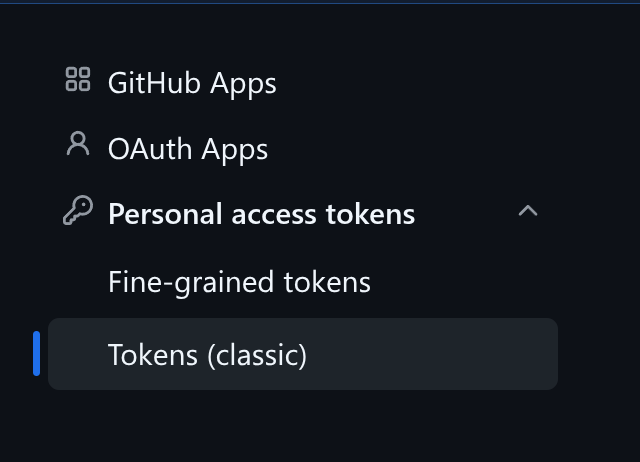 GitHub Apps
OAuth Apps
Personal access tokens
Fine-grained tokens
Tokens (classic)